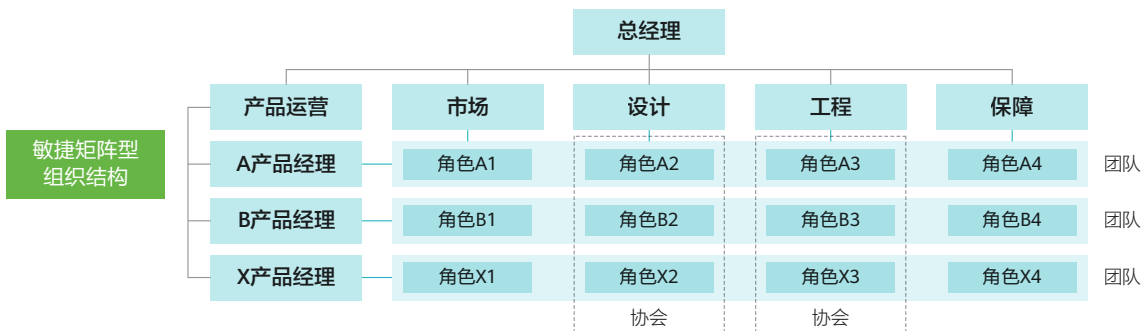 总经理
产品运营
市场
设计
工程
保障
敏捷矩阵型
组织结构
A产品经理
角色A1
角色A2
角色A3
角色A4
团队
B产品经理
角色B1
角色B2
角色B3
角色B4
团队
X产品经理
角色X1
角色X2
角色X3
角色X4
团队
协会
协会